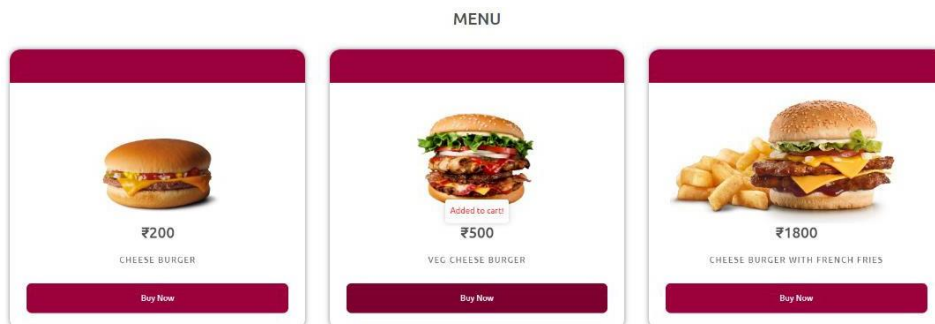 MENU
₹200
CHEESE BURGER
Buy Now
Added to cart!
₹500
VEG CHEESE BURGER
Buy Now
₹1800
CHEESE BURGER WITH FRENCH FRIES
Buy Now